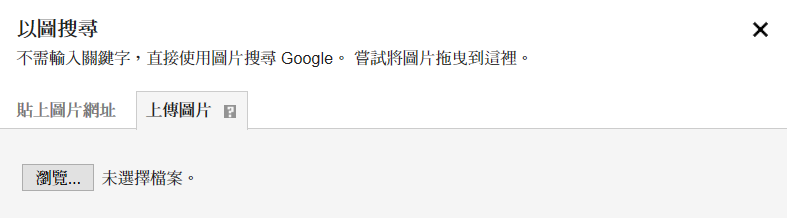 以圖搜尋
不需輸入關鍵字，直接使用圖片搜尋 Google。 嘗試將圖片拖曳到這裡。
貼上圖片網址 上傳圖片 ?
瀏覽... 未選擇檔案。